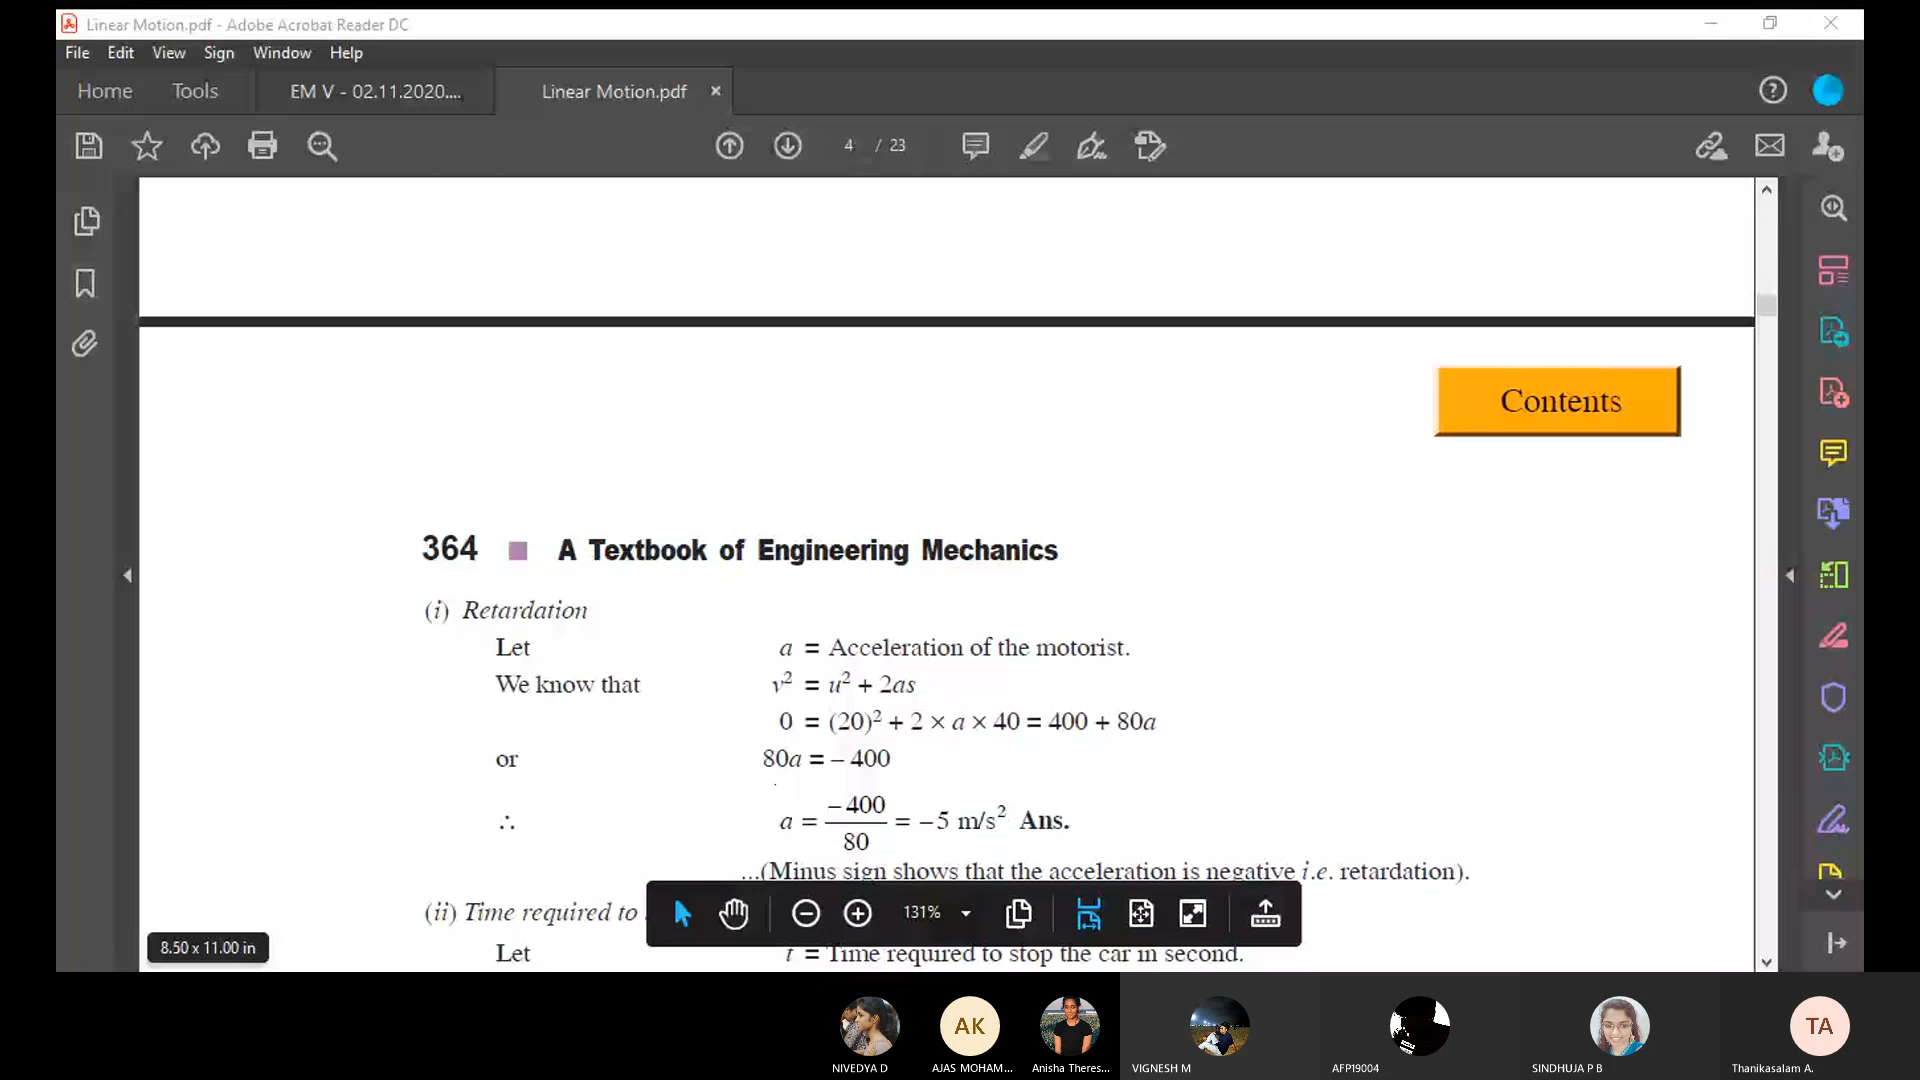 Linear Motion.pdf - Adobe Acrobat Reader DC
File Edit View Sign Window Help
Home Tools EM V - 02.11.2020.... Linear Motion.pdf ×
4 / 23
Contents
364 ■ A Textbook of Engineering Mechanics
(i) Retardation
Let a = Acceleration of the motorist.
We know that v² = u² + 2as
0 = (20)² + 2 × a × 40 = 400 + 80a
or 80a = – 400
∴ a = –400/80 = –5 m/s² Ans.
...(Minus sign shows that the acceleration is negative i.e. retardation).
(ii) Time required to
131%
8.50 x 11.00 in
Let t = Time required to stop the car in second.
NIVEDYA D AJAS MOHAM... Anisha Theres... VIGNESH M AFP19004 SINDHUJA P B Thanikasalam A.
AK TA